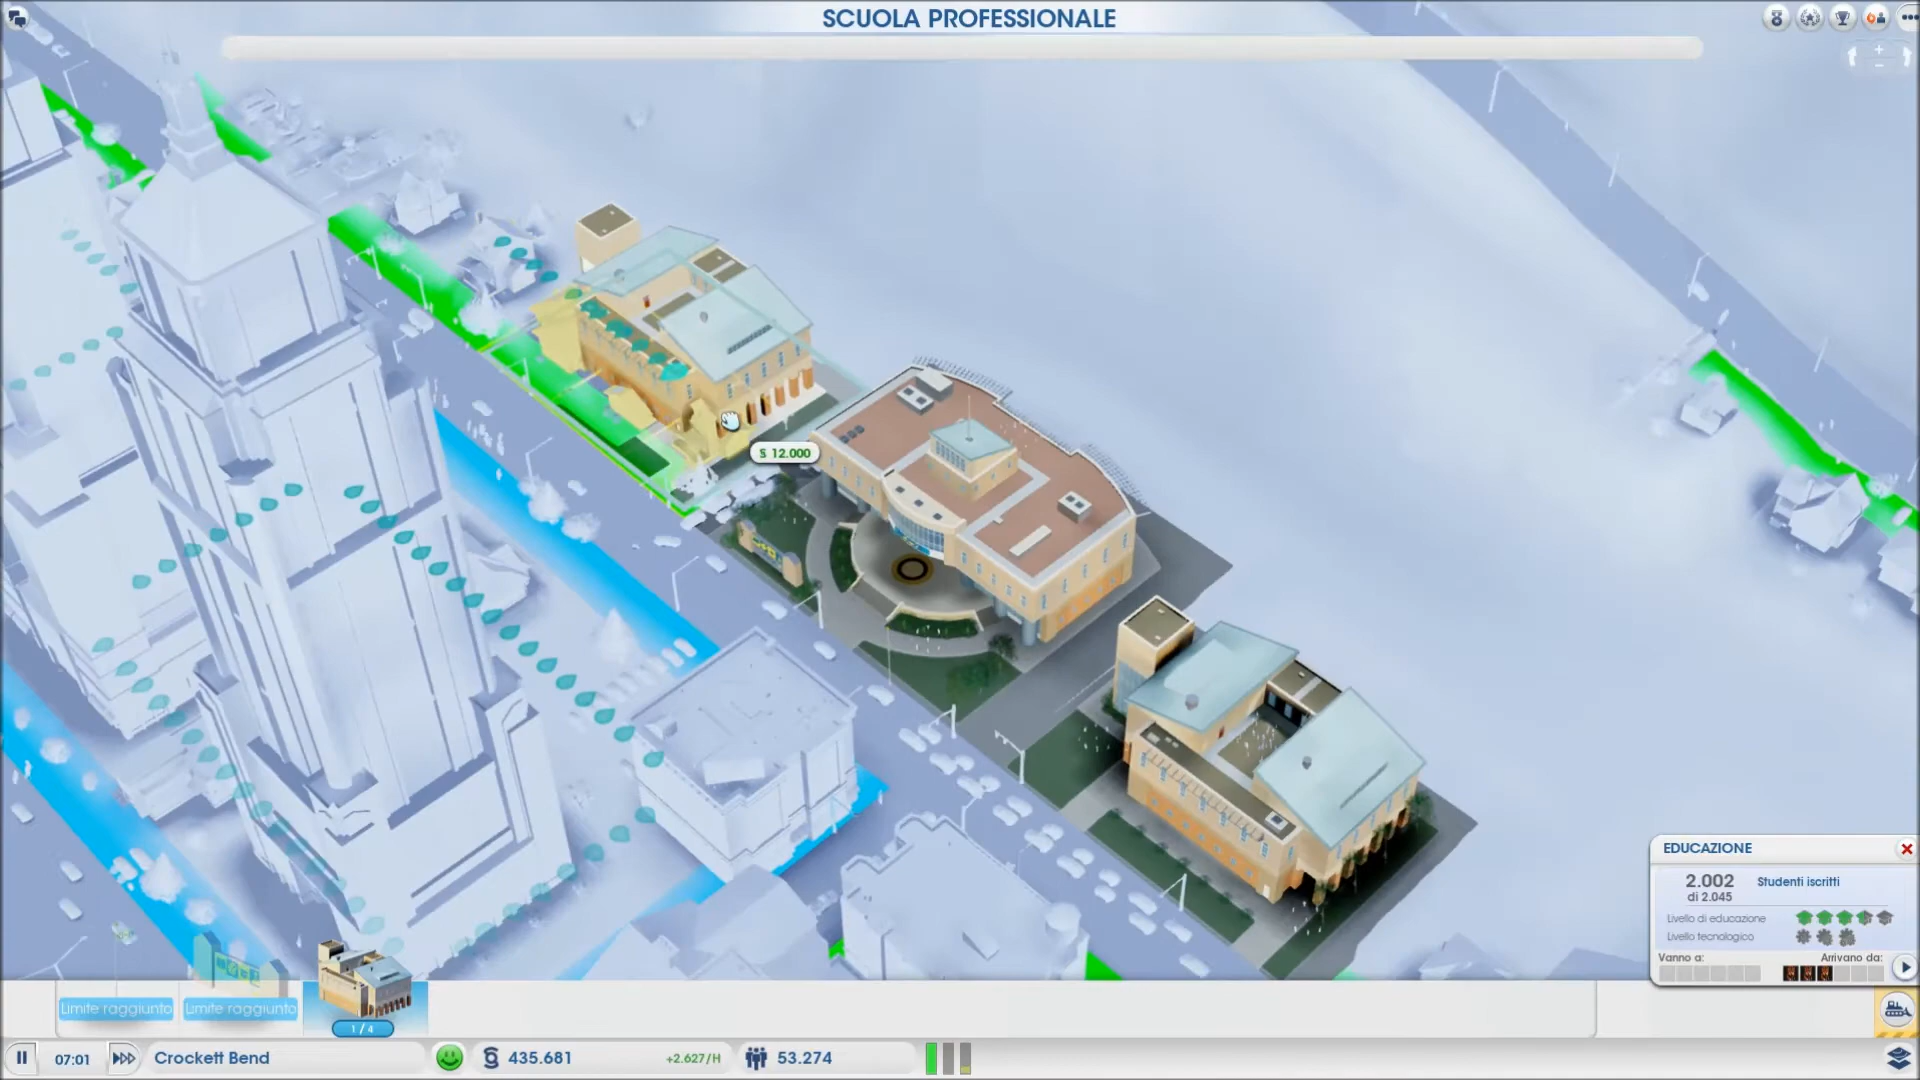 SCUOLA PROFESSIONALE
§ 12.000
EDUCAZIONE
2.002
di 2.045
Studenti iscritti
Livello di educazione
Livello tecnologico
Vanno a:
Arrivano da:
Limite raggiunto
Limite raggiunto
1 / 4
07:01
Crockett Bend
435.681
+2.627/H
53.274